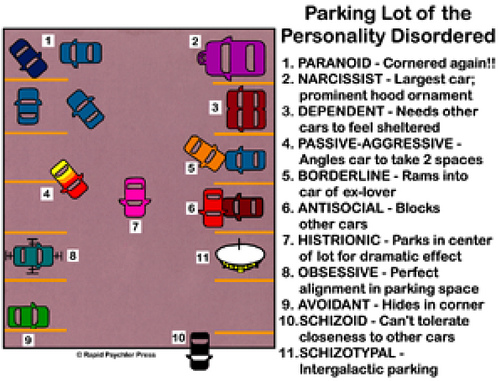 Parking Lot of the
Personality Disordered
1. PARANOID - Cornered again!!
2. NARCISSIST - Largest car;
prominent hood ornament
3. DEPENDENT - Needs other
cars to feel sheltered
4. PASSIVE-AGGRESSIVE -
Angles car to take 2 spaces
5. BORDERLINE - Rams into
car of ex-lover
6. ANTISOCIAL - Blocks
other cars
7. HISTRIONIC - Parks in center
of lot for dramatic effect
8. OBSESSIVE - Perfect
alignment in parking space
9. AVOIDANT - Hides in corner
10.SCHIZOID - Can't tolerate
closeness to other cars
11.SCHIZOTYPAL -
Intergalactic parking
1
2
3
5
4
6
7
11
8
9
10
© Rapid Psychler Press